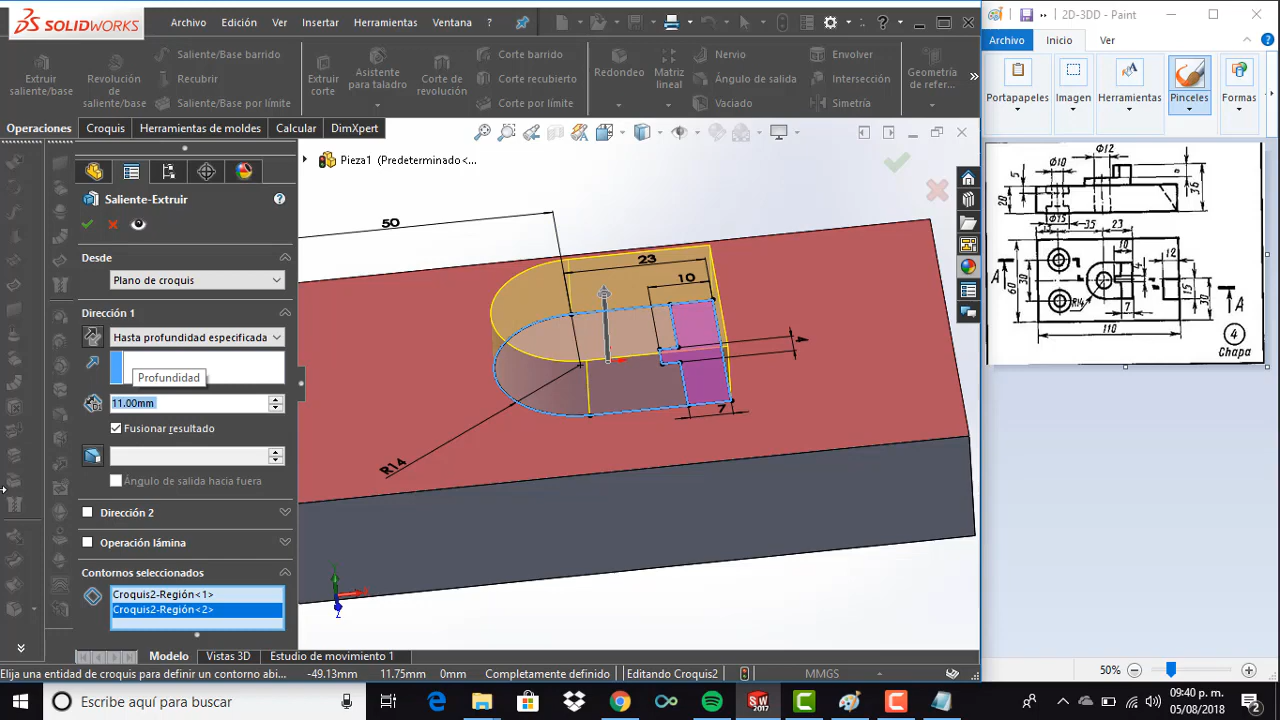 SOLIDWORKS
Archivo Edición Ver Insertar Herramientas Ventana ?
2D-3DD - Paint
Archivo Inicio Ver
Extruir saliente/base
Revolución de saliente/base
Saliente/Base barrido
Recubrir
Saliente/Base por límite
Extruir corte
Asistente para taladro
Corte de revolución
Corte barrido
Corte recubierto
Corte por límite
Redondeo
Matriz lineal
Nervio
Ángulo de salida
Vaciado
Envolver
Intersección
Simetría
Geometría de refer...
Portapapeles
Imagen
Herramientas
Pinceles
Formas
Operaciones Croquis Herramientas de moldes Calcular DimXpert
Pieza1 (Predeterminado<...
Saliente-Extruir
Desde
Plano de croquis
Dirección 1
Hasta profundidad especificada
Profundidad
11.00mm
Fusionar resultado
Ángulo de salida hacia fuera
Dirección 2
Operación lámina
Contornos seleccionados
Croquis2-Región<1>
Croquis2-Región<2>
50
23
10
4
7
R14
Z
Φ10
Φ12
5
20
36
Φ15
35
23
10
4
12
A
60
30
R14
7
15
30
A
110
4
Chapa
Modelo Vistas 3D Estudio de movimiento 1
Elija una entidad de croquis para definir un contorno abi... -49.13mm 11.75mm 0mm Completamente definido Editando Croquis2 MMGS
50%
Escribe aquí para buscar
SW
2017
09:40 p. m.
05/08/2018
2